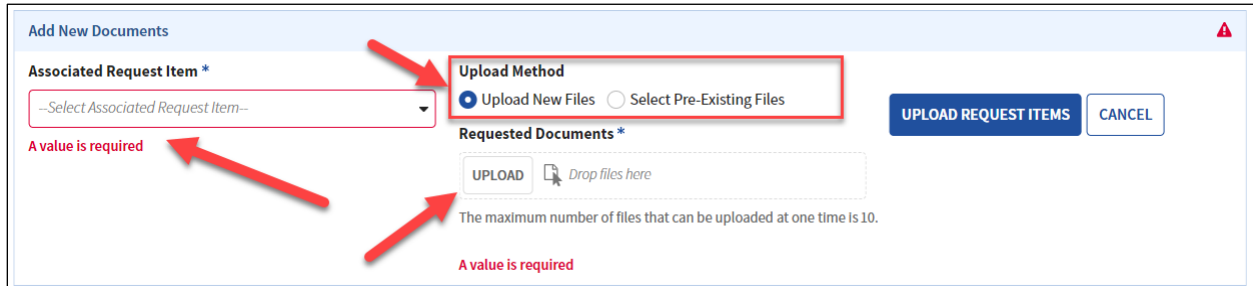 Add New Documents
Associated Request Item *
--Select Associated Request Item--
A value is required
Upload Method
Upload New Files Select Pre-Existing Files
Requested Documents *
UPLOAD Drop files here
The maximum number of files that can be uploaded at one time is 10.
A value is required
UPLOAD REQUEST ITEMS CANCEL